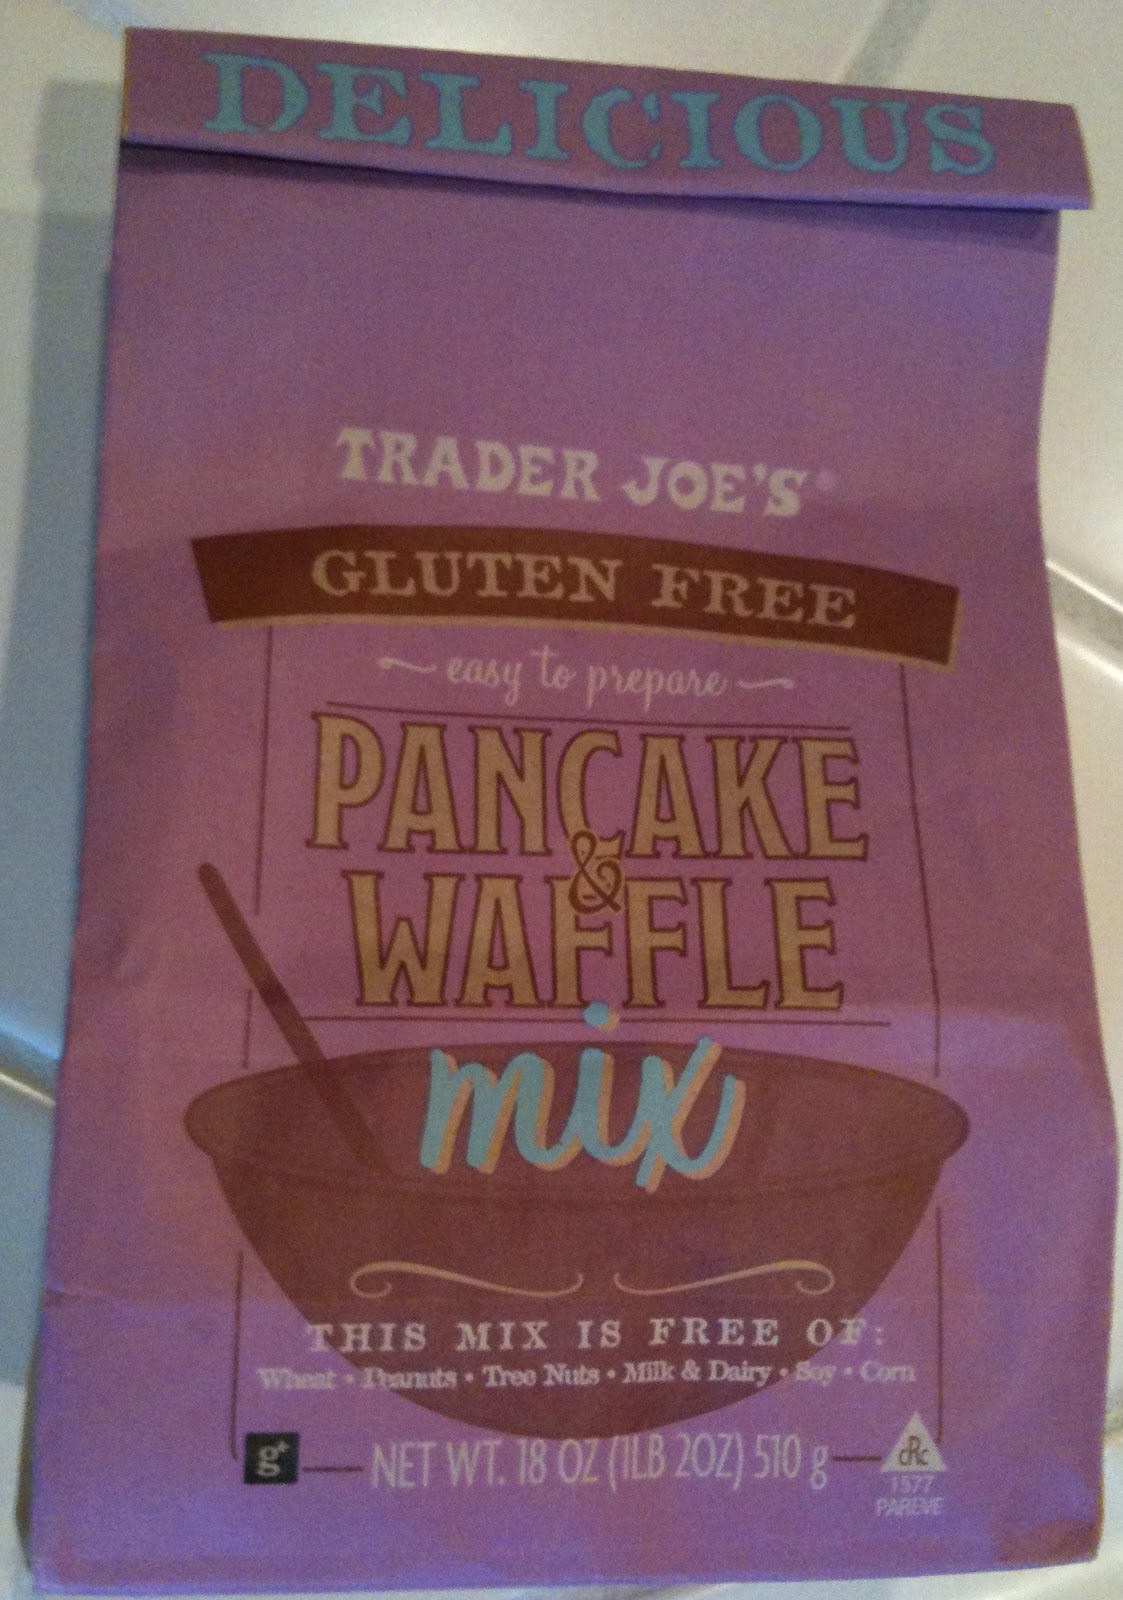 DELICIOUS
TRADER JOE'S®
GLUTEN FREE
easy to prepare
PANCAKE
&
WAFFLE
mix
THIS MIX IS FREE OF:
Wheat • Peanuts • Tree Nuts • Milk & Dairy • Soy • Corn
g+ NET WT. 18 OZ (1LB 2OZ) 510 g cRc
1577
PAREVE